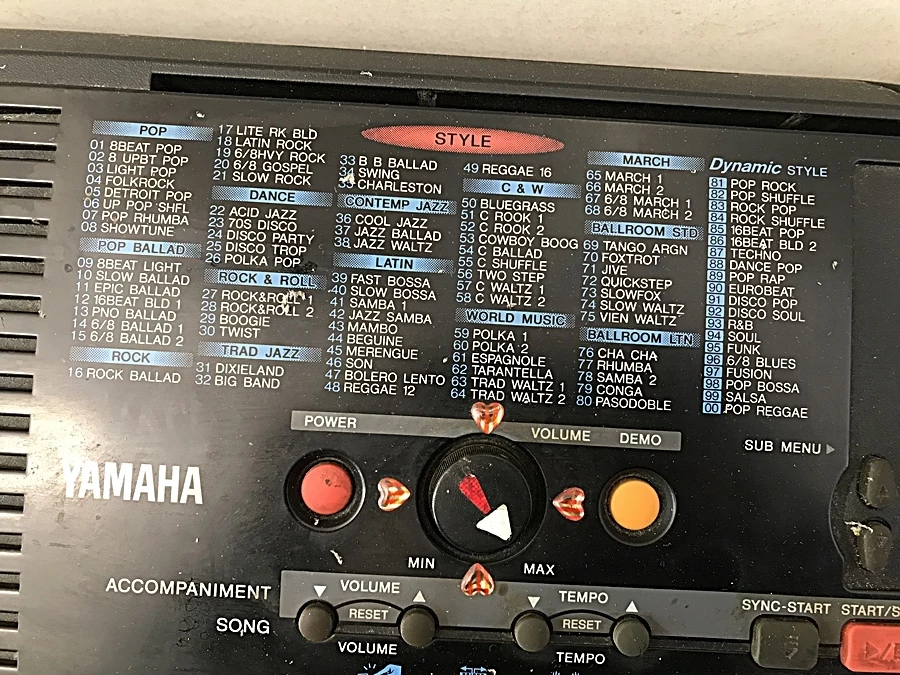 STYLE
POP
01 8BEAT POP
02 8 UPBT POP
03 LIGHT POP
04 FOLKROCK
05 DETROIT POP
06 UP POP SHFL
07 POP RHUMBA
08 SHOWTUNE
POP BALLAD
09 8BEAT LIGHT
10 SLOW BALLAD
11 EPIC BALLAD
12 16BEAT BLD 1
13 PNO BALLAD
14 6/8 BALLAD 1
15 6/8 BALLAD 2
ROCK
16 ROCK BALLAD
17 LITE RK BLD
18 LATIN ROCK
19 6/8HVY ROCK
20 6/8 GOSPEL
21 SLOW ROCK
DANCE
22 ACID JAZZ
23 70S DISCO
24 DISCO PARTY
25 DISCO TROP
26 POLKA POP
ROCK & ROLL
27 ROCK&ROLL 1
28 ROCK&ROLL 2
29 BOOGIE
30 TWIST
TRAD JAZZ
31 DIXIELAND
32 BIG BAND
33 B B BALLAD
34 SWING
35 CHARLESTON
CONTEMP JAZZ
36 COOL JAZZ
37 JAZZ BALLAD
38 JAZZ WALTZ
LATIN
39 FAST BOSSA
40 SLOW BOSSA
41 SAMBA 1
42 JAZZ SAMBA
43 MAMBO
44 BEGUINE
45 MERENGUE
46 SON
47 BOLERO LENTO
48 REGGAE 12
49 REGGAE 16
C & W
50 BLUEGRASS
51 C ROOK 1
52 C ROOK 2
53 COWBOY BOOG
54 C BALLAD
55 C SHUFFLE
56 TWO STEP
57 C WALTZ 1
58 C WALTZ 2
WORLD MUSIC
59 POLKA 1
60 POLKA 2
61 ESPAGNOLE
62 TARANTELLA
63 TRAD WALTZ 1
64 TRAD WALTZ 2
MARCH
65 MARCH 1
66 MARCH 2
67 6/8 MARCH 1
68 6/8 MARCH 2
BALLROOM STD
69 TANGO ARGN
70 FOXTROT
71 JIVE
72 QUICKSTEP
73 SLOWFOX
74 SLOW WALTZ
75 VIEN WALTZ
BALLROOM LTN
76 CHA CHA
77 RHUMBA
78 SAMBA 2
79 CONGA
80 PASODOBLE
Dynamic STYLE
81 POP ROCK
82 POP SHUFFLE
83 ROCK POP
84 ROCK SHUFFLE
85 16BEAT POP
86 16BEAT BLD 2
87 TECHNO
88 DANCE POP
89 POP RAP
90 EUROBEAT
91 DISCO POP
92 DISCO SOUL
93 R&B
94 SOUL
95 FUNK
96 6/8 BLUES
97 FUSION
98 POP BOSSA
99 SALSA
00 POP REGGAE
SUB MENU
POWER
VOLUME
DEMO
YAMAHA
MIN
MAX
ACCOMPANIMENT
VOLUME
TEMPO
RESET
RESET
SYNC-START
START/S
SONG
VOLUME
TEMPO